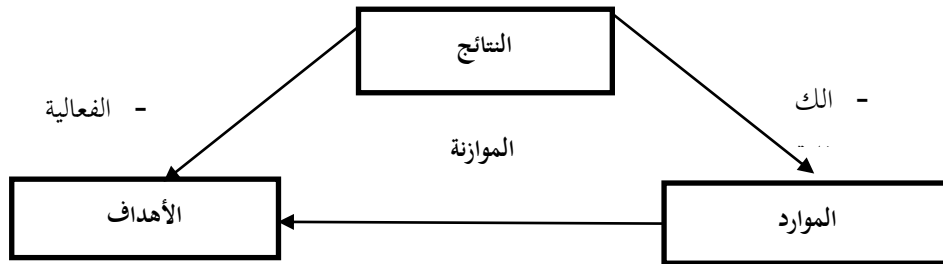 النتائج
- الك
- الفعالية
الموازنة
الموارد
الأهداف